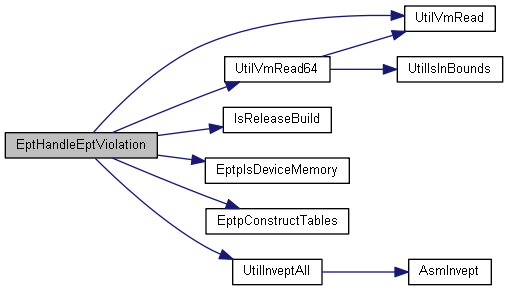 UtilVmRead
UtilVmRead64
UtilIsInBounds
IsReleaseBuild
EptHandleEptViolation
EptpIsDeviceMemory
EptpConstructTables
UtilInveptAll
AsmInvept